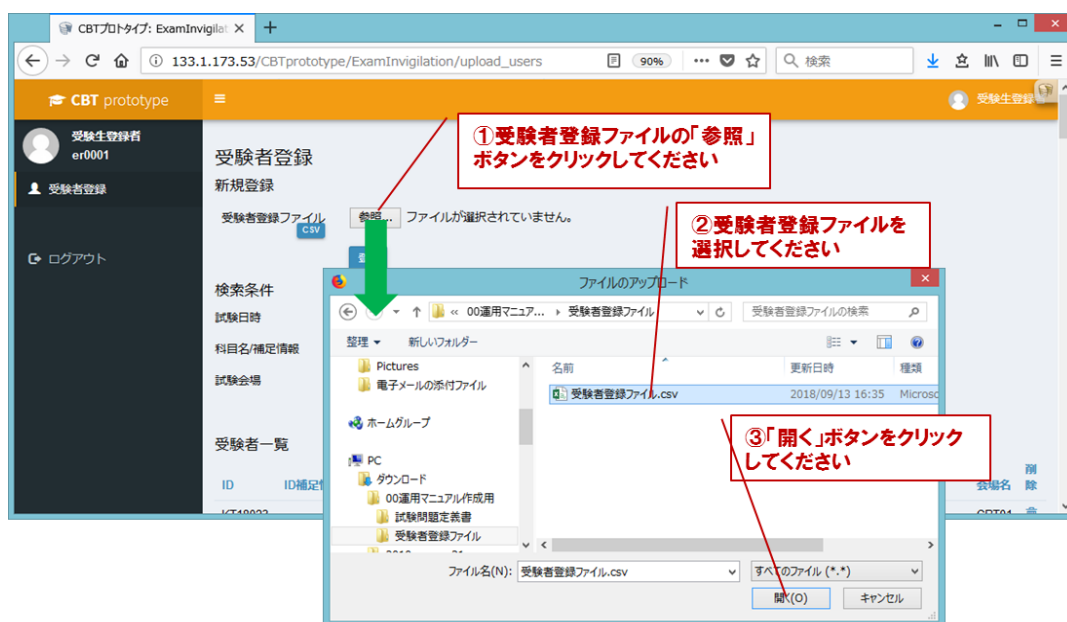 CBTプロトタイプ: ExamInvigilat
133.1.173.53/CBTprototype/ExamInvigilation/upload_users
90%
検索
CBT prototype
受験生登録
受験生登録者
er0001
受験者登録
ログアウト
受験者登録
新規登録
受験者登録ファイル
CSV
参照...
ファイルが選択されていません。
検索条件
試験日時
科目名/補足情報
試験会場
受験者一覧
ID
ID補足
会場名
削除
①受験者登録ファイルの「参照」
ボタンをクリックしてください
②受験者登録ファイルを
選択してください
③「開く」ボタンをクリック
してください
ファイルのアップロード
« 00運用マニュア...
受験者登録ファイル
受験者登録ファイルの検索
整理
新しいフォルダー
Pictures
電子メールの添付ファイル
ホームグループ
PC
ダウンロード
00運用マニュアル作成用
試験問題定義書
受験者登録ファイル
名前
更新日時
種類
受験者登録ファイル.csv
2018/09/13 16:35
Microsc
ファイル名(N):
受験者登録ファイル.csv
すべてのファイル (*.*)
開く(O)
キャンセル